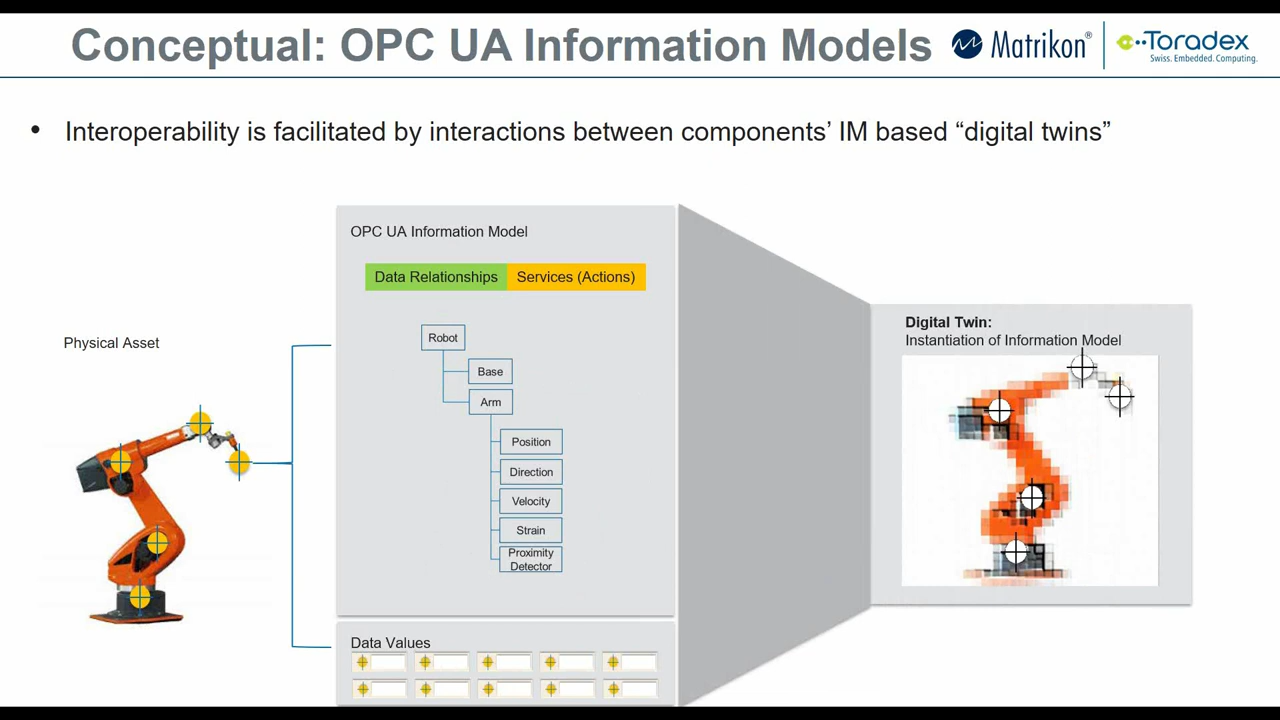 Conceptual: OPC UA Information Models
Matrikon®
Toradex
Swiss. Embedded. Computing.
• Interoperability is facilitated by interactions between components’ IM based “digital twins”
Physical Asset
OPC UA Information Model
Data Relationships
Services (Actions)
Robot
Base
Arm
Position
Direction
Velocity
Strain
Proximity
Detector
Data Values
Digital Twin:
Instantiation of Information Model